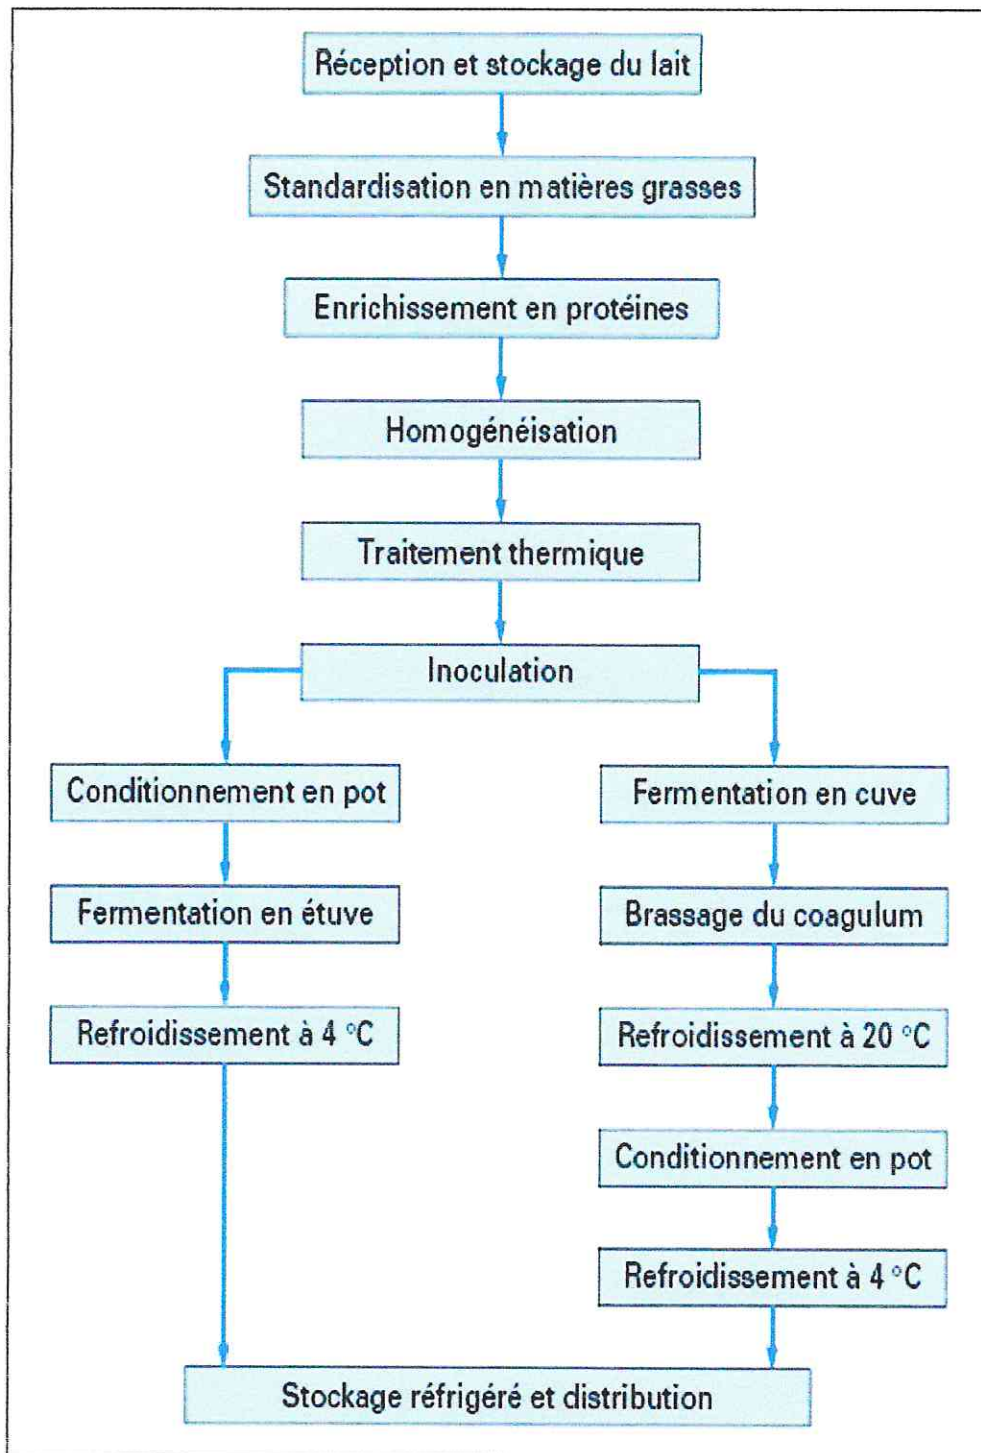 Réception et stockage du lait
Standardisation en matières grasses
Enrichissement en protéines
Homogénéisation
Traitement thermique
Inoculation
Conditionnement en pot
Fermentation en étuve
Refroidissement à 4 °C
Fermentation en cuve
Brassage du coagulum
Refroidissement à 20 °C
Conditionnement en pot
Refroidissement à 4 °C
Stockage réfrigéré et distribution